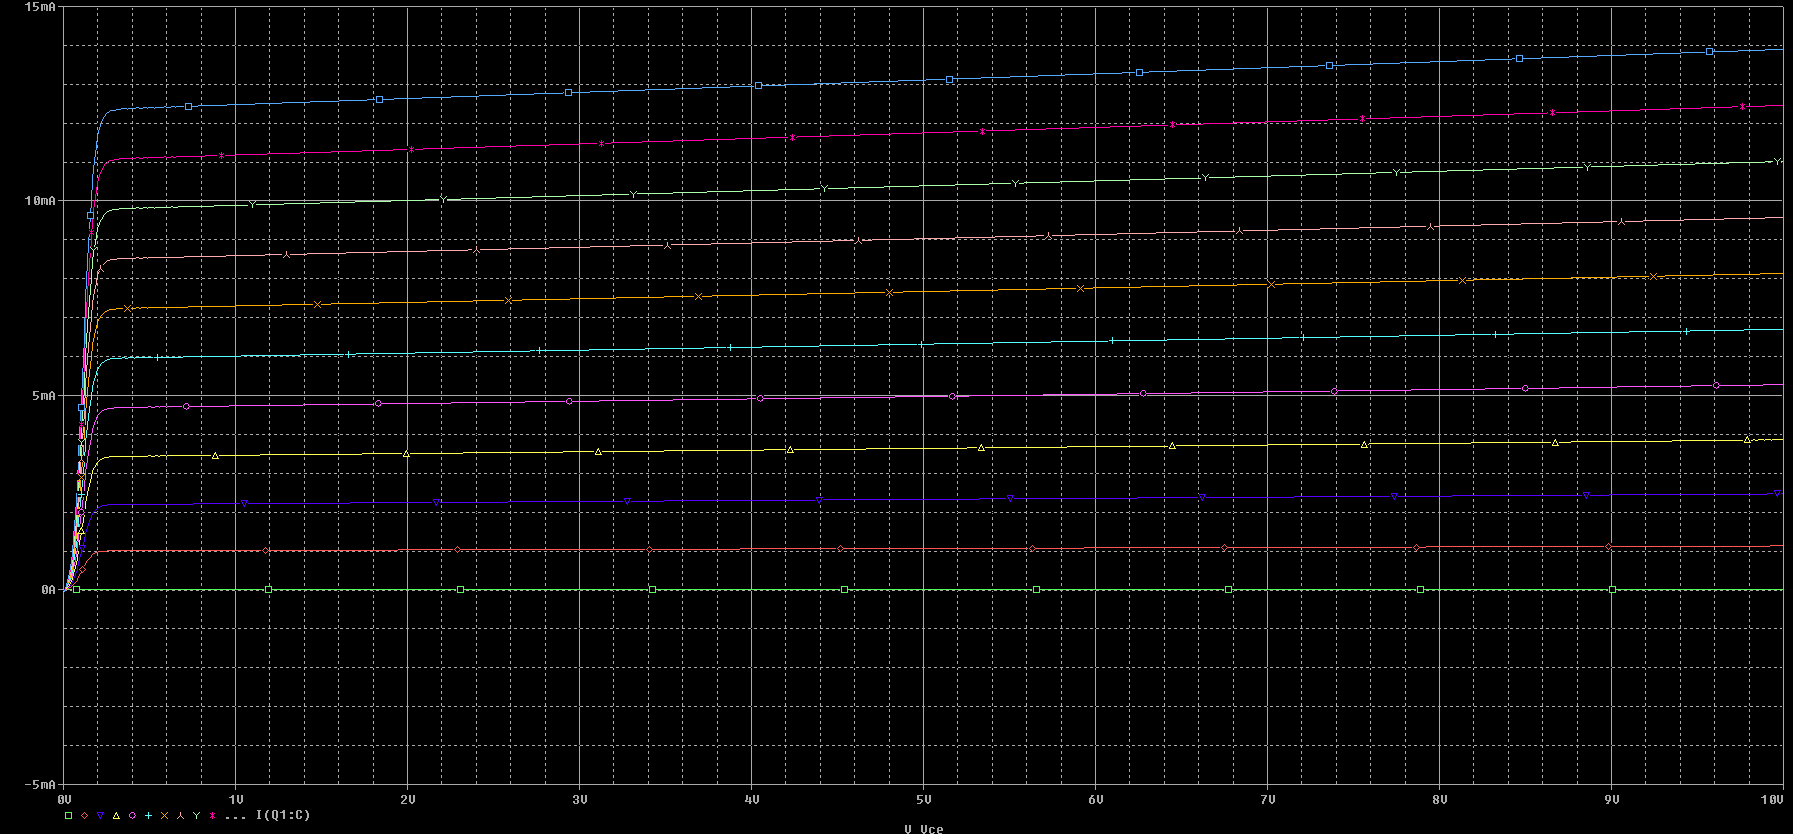 15mA
10mA
5mA
0A
-5mA
0V 1V 2V 3V 4V 5V 6V 7V 8V 9V 10V
... I(Q1:C)
V_Vce